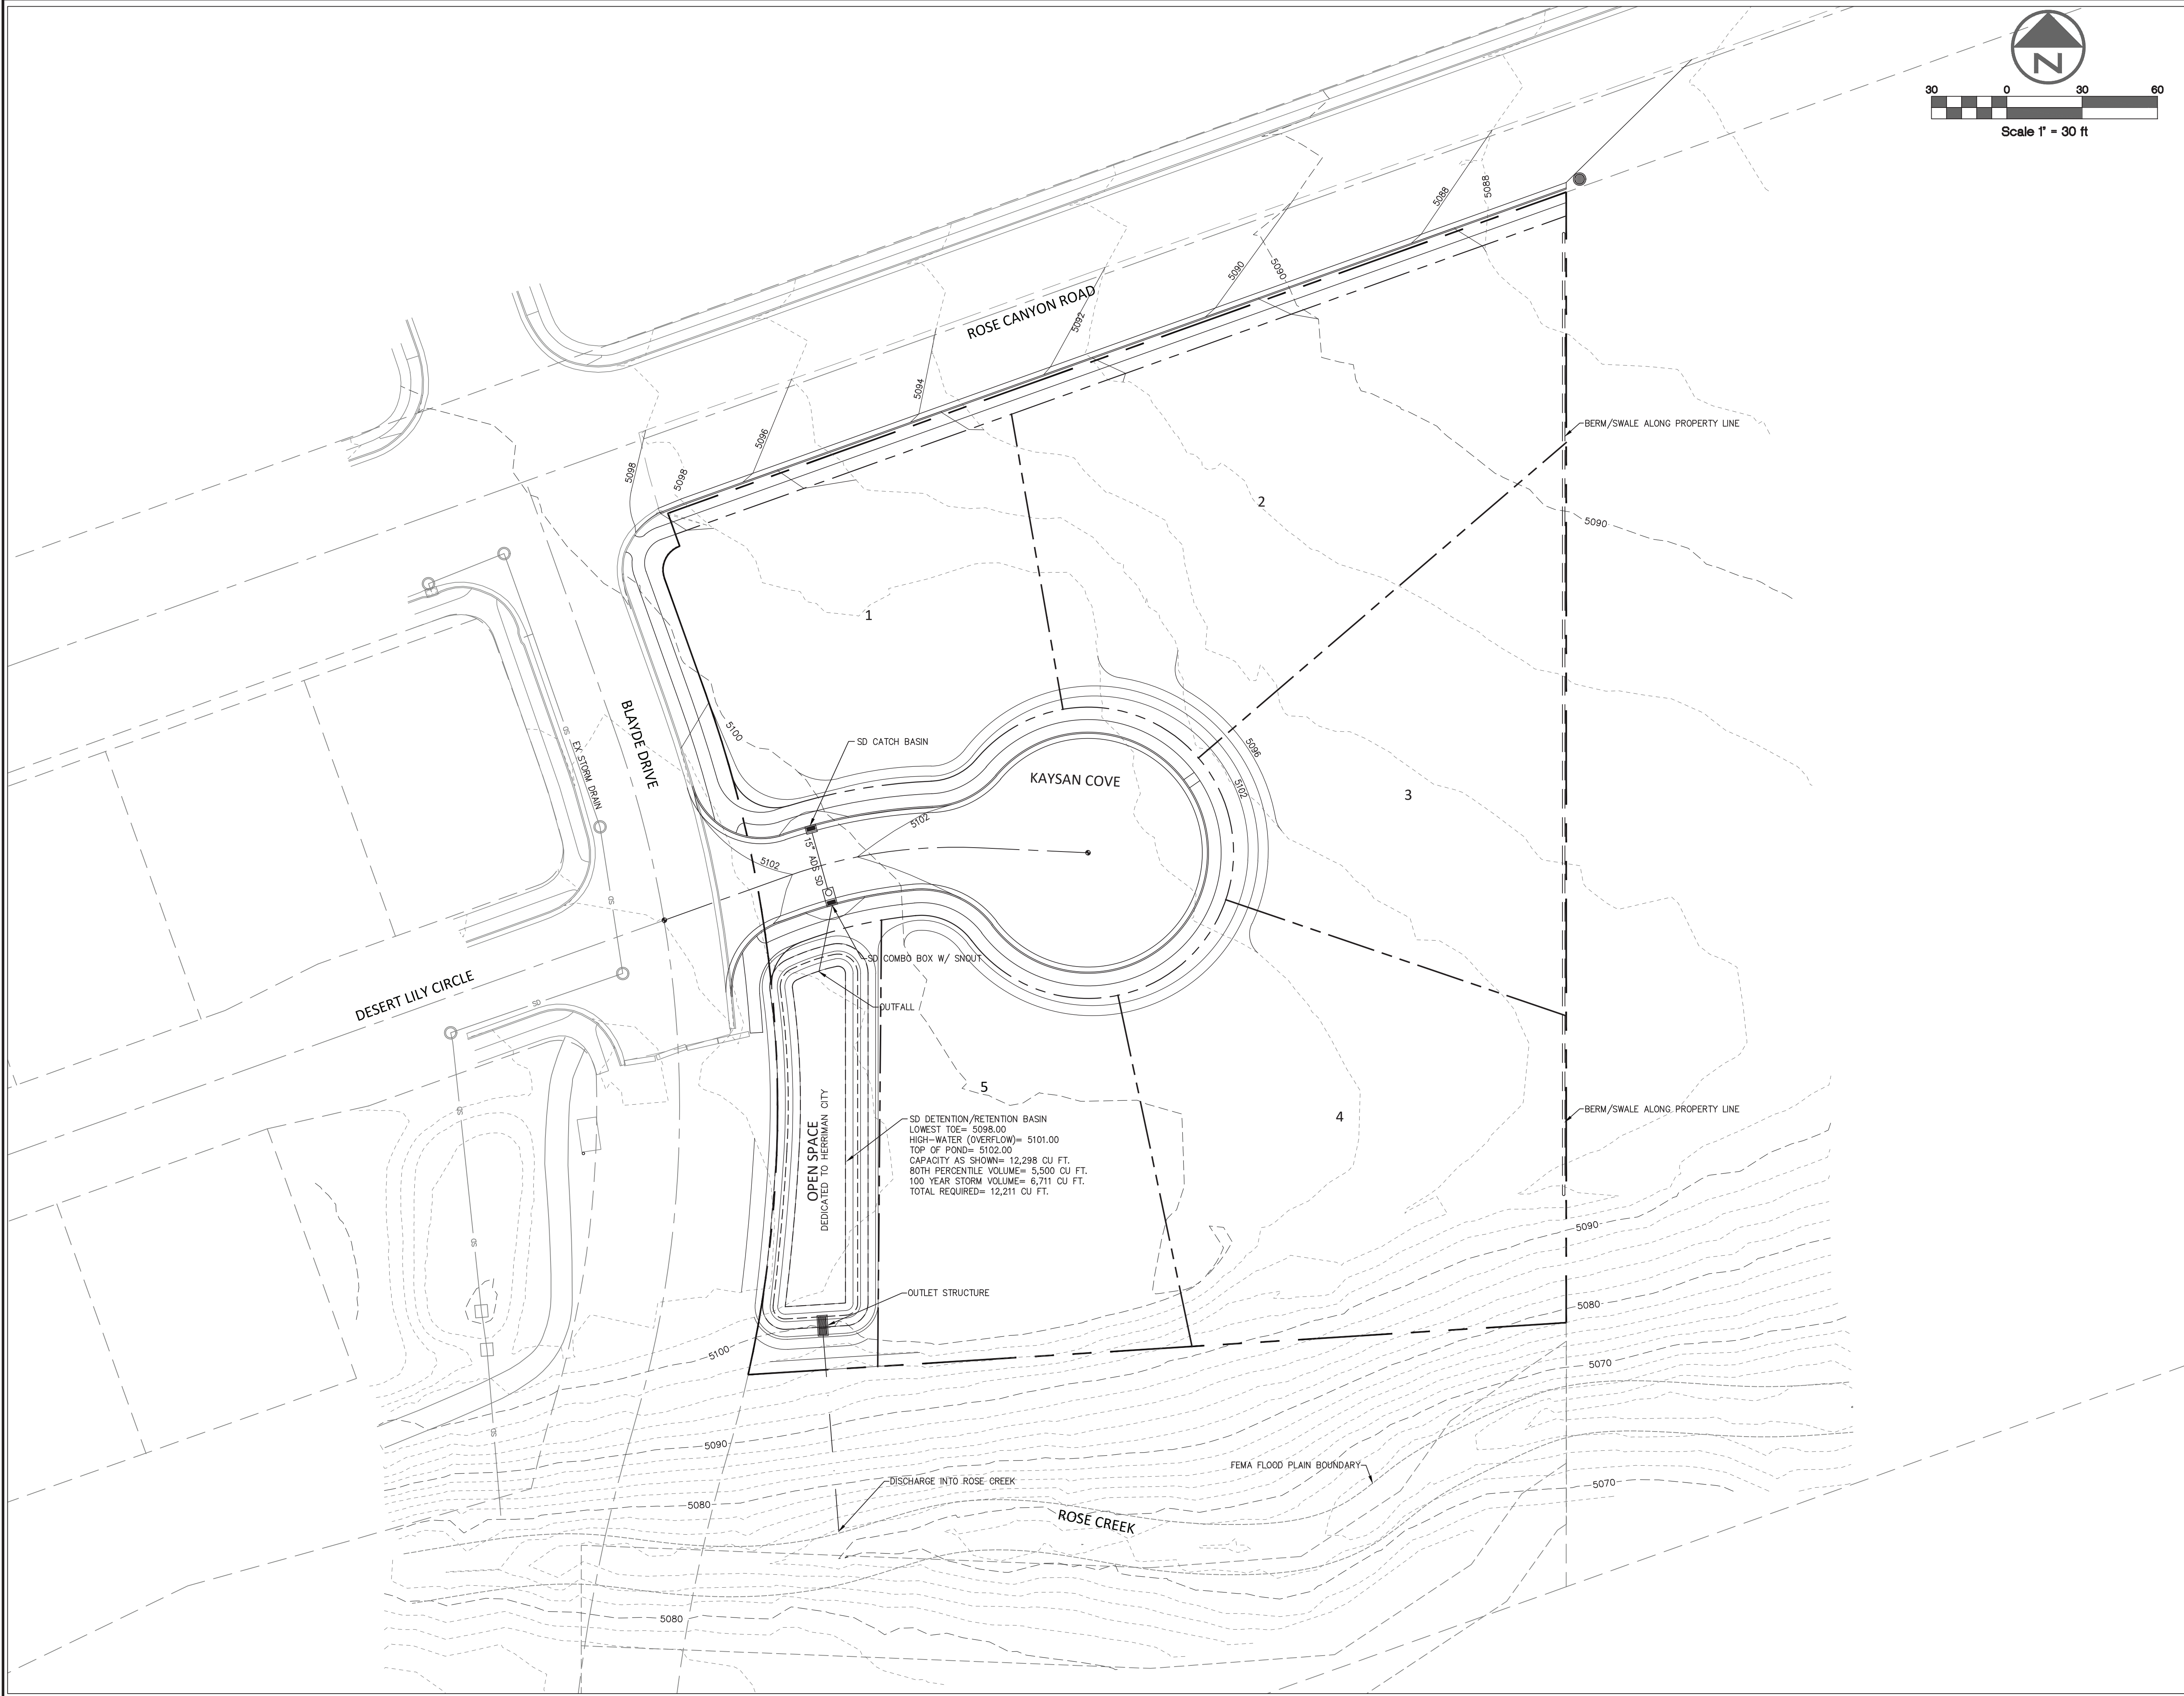 N
30 0 30 60
Scale 1" = 30 ft
5088
5088
5090
5090
ROSE CANYON ROAD
5092
5094
5096
5098
5098
BERM/SWALE ALONG PROPERTY LINE
2
5090
1
BLAYDE DRIVE
SD
EX STORM DRAIN
5100
SD CATCH BASIN
5096
KAYSAN COVE
5102
3
5102
15" ADS SD
5102
SD
SD COMBO BOX W/ SNOUT
DESERT LILY CIRCLE
SD
OUTFALL
5
SD
4
BERM/SWALE ALONG PROPERTY LINE
OPEN SPACE
DEDICATED TO HERRIMAN CITY
SD DETENTION/RETENTION BASIN
LOWEST TOE= 5098.00
HIGH-WATER (OVERFLOW)= 5101.00
TOP OF POND= 5102.00
CAPACITY AS SHOWN= 12,298 CU FT.
80TH PERCENTILE VOLUME= 5,500 CU FT.
100 YEAR STORM VOLUME= 6,711 CU FT.
TOTAL REQUIRED= 12,211 CU FT.
SD
5090
OUTLET STRUCTURE
5080
5100
5070
SD
5090
FEMA FLOOD PLAIN BOUNDARY
DISCHARGE INTO ROSE CREEK
5070
5080
ROSE CREEK
5080